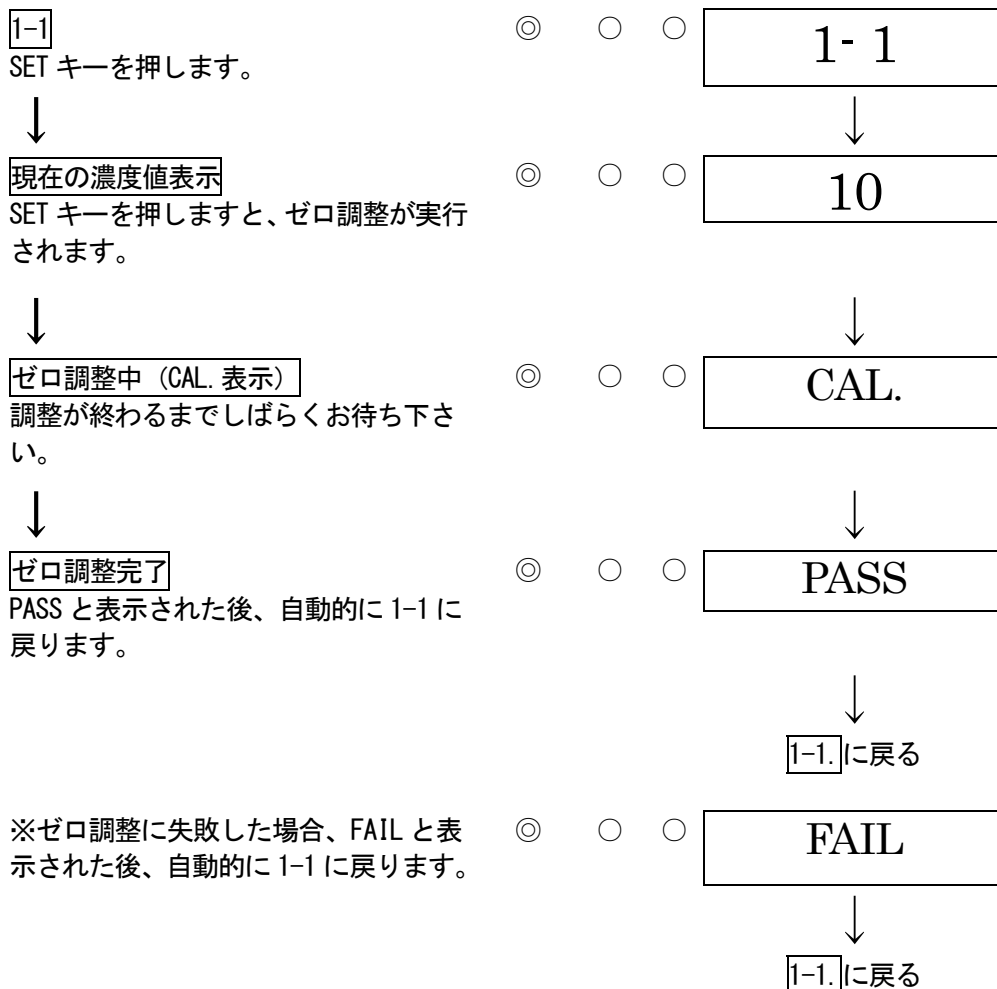 1-1 ◎ ○ ○ 1- 1
SET キーを押します。
↓ ↓
現在の濃度値表示 ◎ ○ ○ 10
SET キーを押しますと、ゼロ調整が実行
されます。
↓ ↓
ゼロ調整中 (CAL. 表示) ◎ ○ ○ CAL.
調整が終わるまでしばらくお待ち下さ
い。
↓ ↓
ゼロ調整完了 ◎ ○ ○ PASS
PASS と表示された後、自動的に 1-1 に
戻ります。
↓
1-1. に戻る
※ゼロ調整に失敗した場合、FAIL と表 ◎ ○ ○ FAIL
示された後、自動的に 1-1 に戻ります。
↓
1-1. に戻る